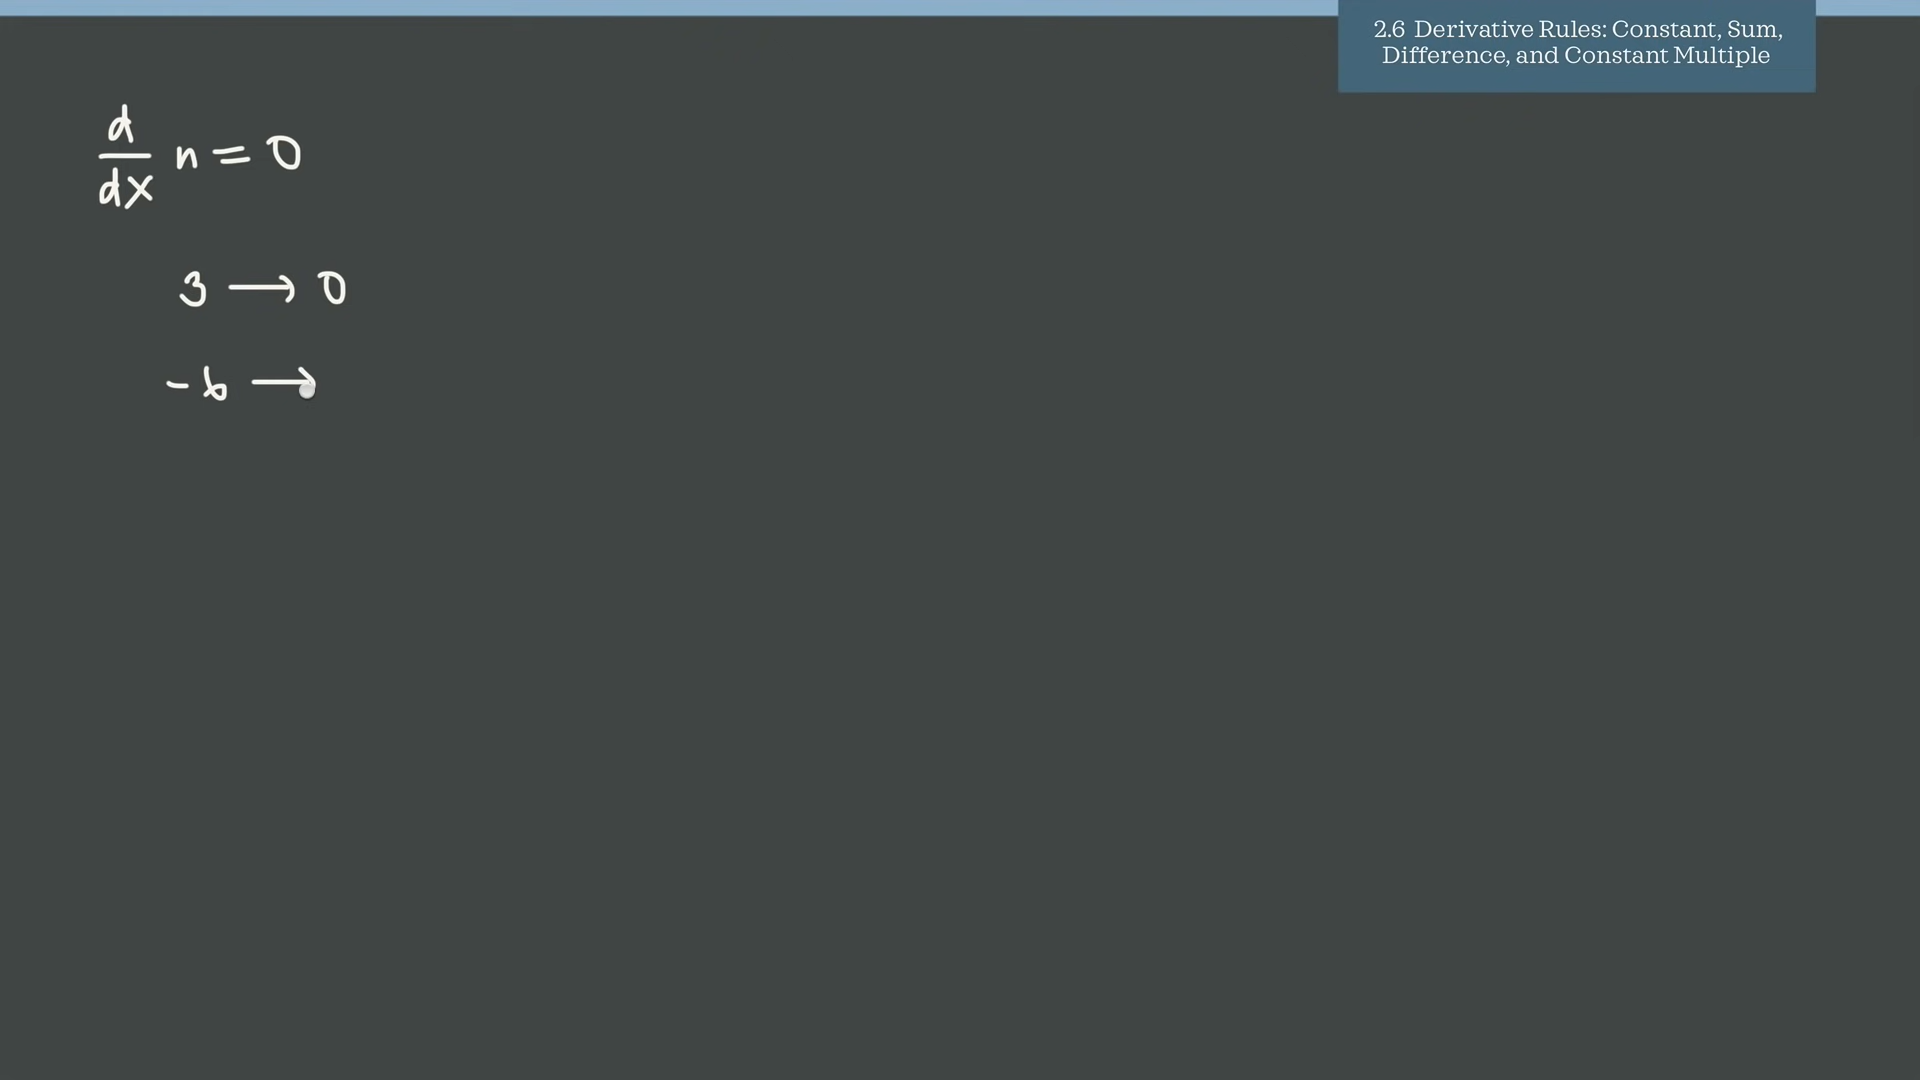 2.6 Derivative Rules: Constant, Sum,
Difference, and Constant Multiple
d/dx n = 0
3 → 0
-6 →